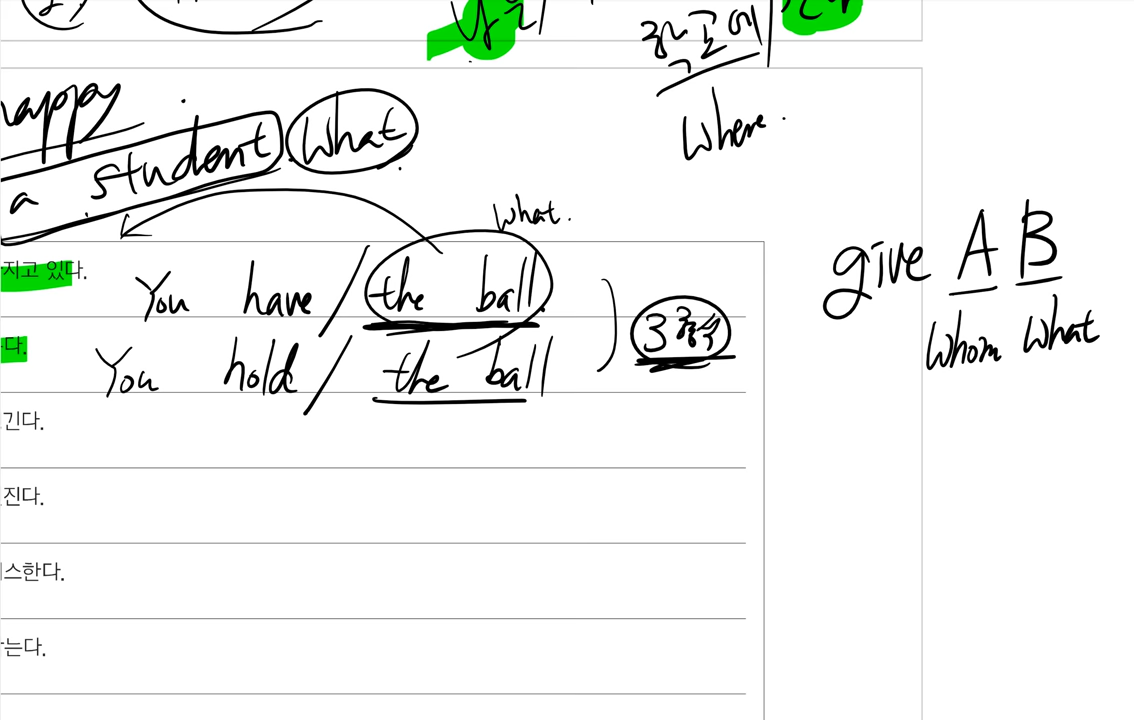 학교에
where.
happy
a student what
what.
지고 있다. You have / the ball
다. You hold / the ball
3형식
give A B
whom what
긴다.
진다.
스한다.
는다.